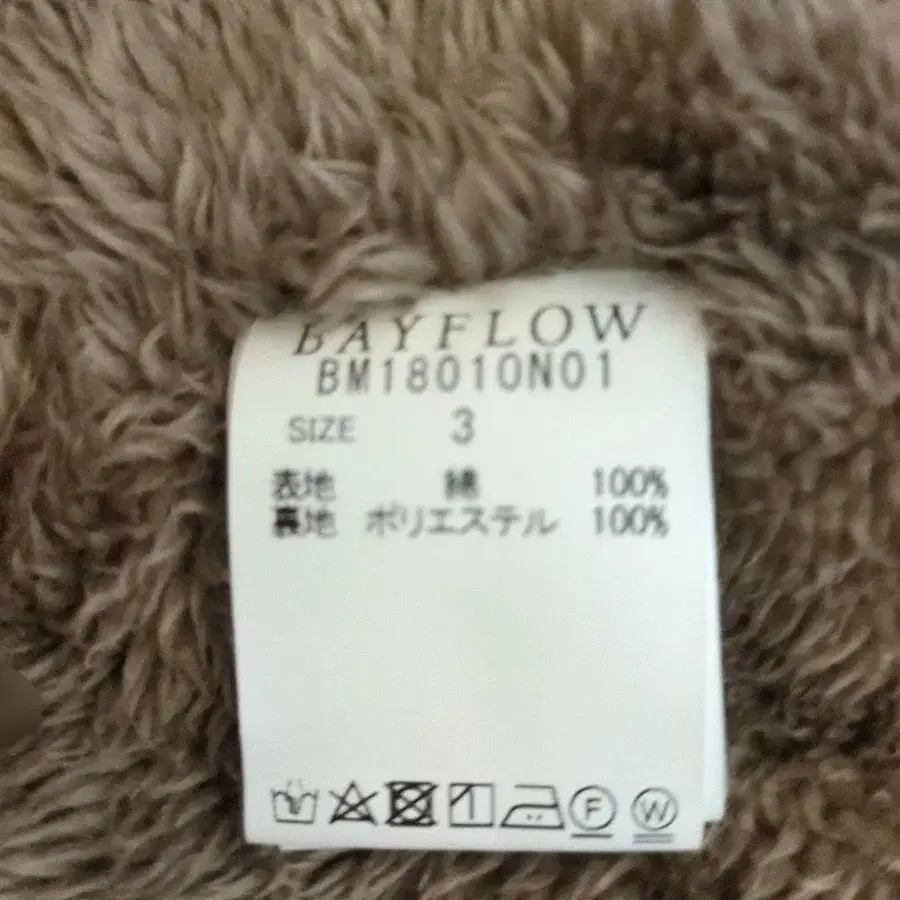 BAYFLOW
BM18010N01
SIZE 3
表地 綿 100%
裏地 ポリエステル 100%
F W